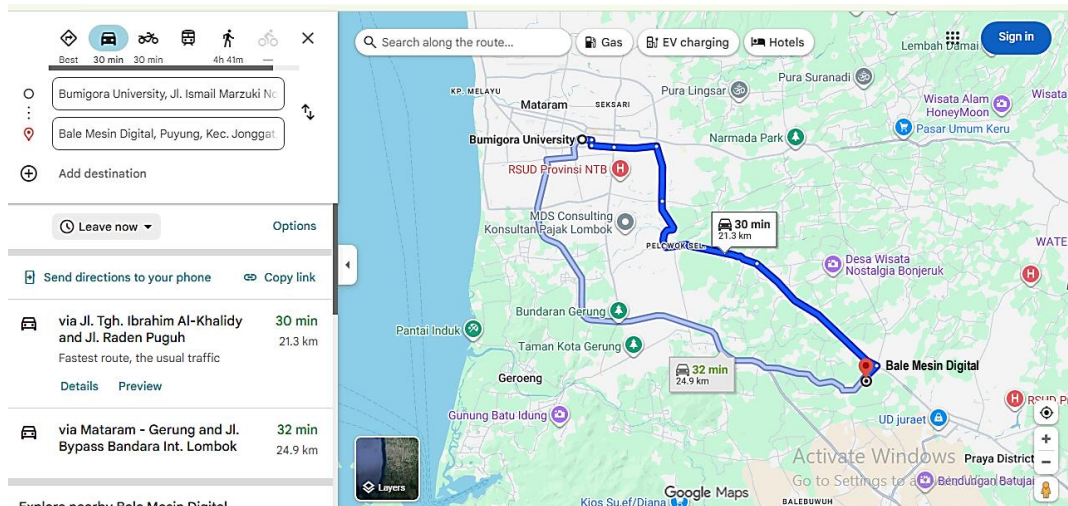 Best
30 min
30 min
4h 41m
—
Bumigora University, Jl. Ismail Marzuki No
Bale Mesin Digital, Puyung, Kec. Jonggat,
Add destination
Leave now
Options
Send directions to your phone
Copy link
via Jl. Tgh. Ibrahim Al-Khalidy
and Jl. Raden Puguh
30 min
21.3 km
Fastest route, the usual traffic
Details
Preview
via Mataram - Gerung and Jl.
Bypass Bandara Int. Lombok
32 min
24.9 km
Explore nearby Bale Mesin Digital
Search along the route...
Gas
EV charging
Hotels
Sign in
Lembah Damai
KP. MELAYU
Mataram
SEKSARI
Pura Lingsar
Pura Suranadi
Wisata Alam
HoneyMoon
Wisata
Bumigora University
Narmada Park
Pasar Umum Keru
RSUD Provinsi NTB
H
MDS Consulting
Konsultan Pajak Lombok
30 min
21.3 km
Desa Wisata
Nostalgia Bonjeruk
WATE
H
Bundaran Gerung
Pantai Induk
Taman Kota Gerung
32 min
24.9 km
Bale Mesin Digital
Geroeng
Gunung Batu Idung
H
RSUD P
UD juraet
Activate Windows
Go to Settings to a
Praya District
Bendungan Batujai
Layers
Google Maps
BALEBUWUH